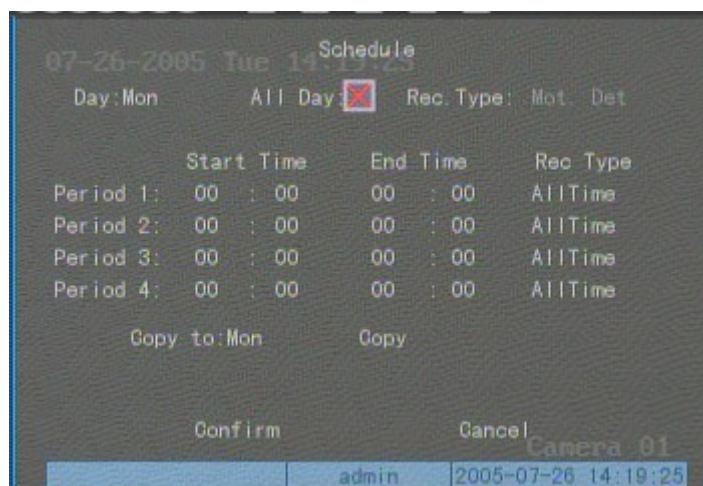 Schedule
07-26-2005 Tue 14:19:25
Day:Mon All Day: Rec.Type: Mot. Det
Start Time End Time Rec Type
Period 1: 00 : 00 00 : 00 AllTime
Period 2: 00 : 00 00 : 00 AllTime
Period 3: 00 : 00 00 : 00 AllTime
Period 4: 00 : 00 00 : 00 AllTime
Copy to:Mon Copy
Confirm Cancel
Camera 01
admin 2005-07-26 14:19:25